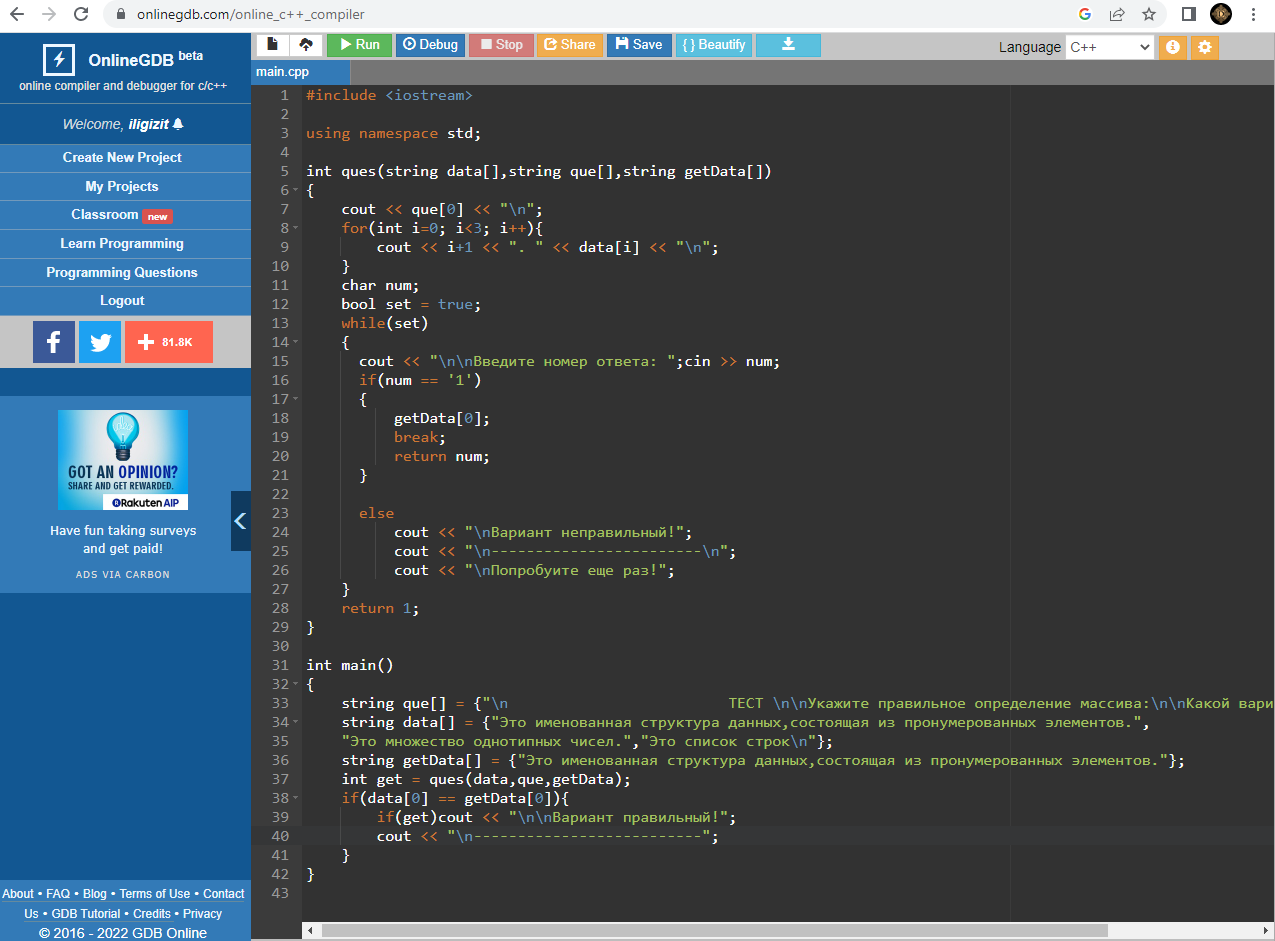 onlinegdb.com/online_c++_compiler
OnlineGDB beta
online compiler and debugger for c/c++
Welcome, iligizit
Create New Project
My Projects
Classroom new
Learn Programming
Programming Questions
Logout
81.8K
GOT AN OPINION?
SHARE AND GET REWARDED.
Rakuten AIP
Have fun taking surveys
and get paid!
ADS VIA CARBON
About • FAQ • Blog • Terms of Use • Contact
Us • GDB Tutorial • Credits • Privacy
© 2016 - 2022 GDB Online
Run Debug Stop Share Save { } Beautify Language C++
main.cpp
1 #include <iostream>
2
3 using namespace std;
4
5 int ques(string data[],string que[],string getData[])
6 {
7 cout << que[0] << "\n";
8 for(int i=0; i<3; i++){
9 cout << i+1 << ". " << data[i] << "\n";
10 }
11 char num;
12 bool set = true;
13 while(set)
14 {
15 cout << "\n\nВведите номер ответа: ";cin >> num;
16 if(num == '1')
17 {
18 getData[0];
19 break;
20 return num;
21 }
22
23 else
24 cout << "\nВариант неправильный!";
25 cout << "\n------------------------\n";
26 cout << "\nПопробуите еще раз!";
27 }
28 return 1;
29 }
30
31 int main()
32 {
33 string que[] = {"\n ТЕСТ \n\nУкажите правильное определение массива:\n\nКакой вари
34 string data[] = {"Это именованная структура данных,состоящая из пронумерованных элементов.",
35 "Это множество однотипных чисел.","Это список строк\n"};
36 string getData[] = {"Это именованная структура данных,состоящая из пронумерованных элементов."};
37 int get = ques(data,que,getData);
38 if(data[0] == getData[0]){
39 if(get)cout << "\n\nВариант правильный!";
40 cout << "\n--------------------------";
41 }
42 }
43